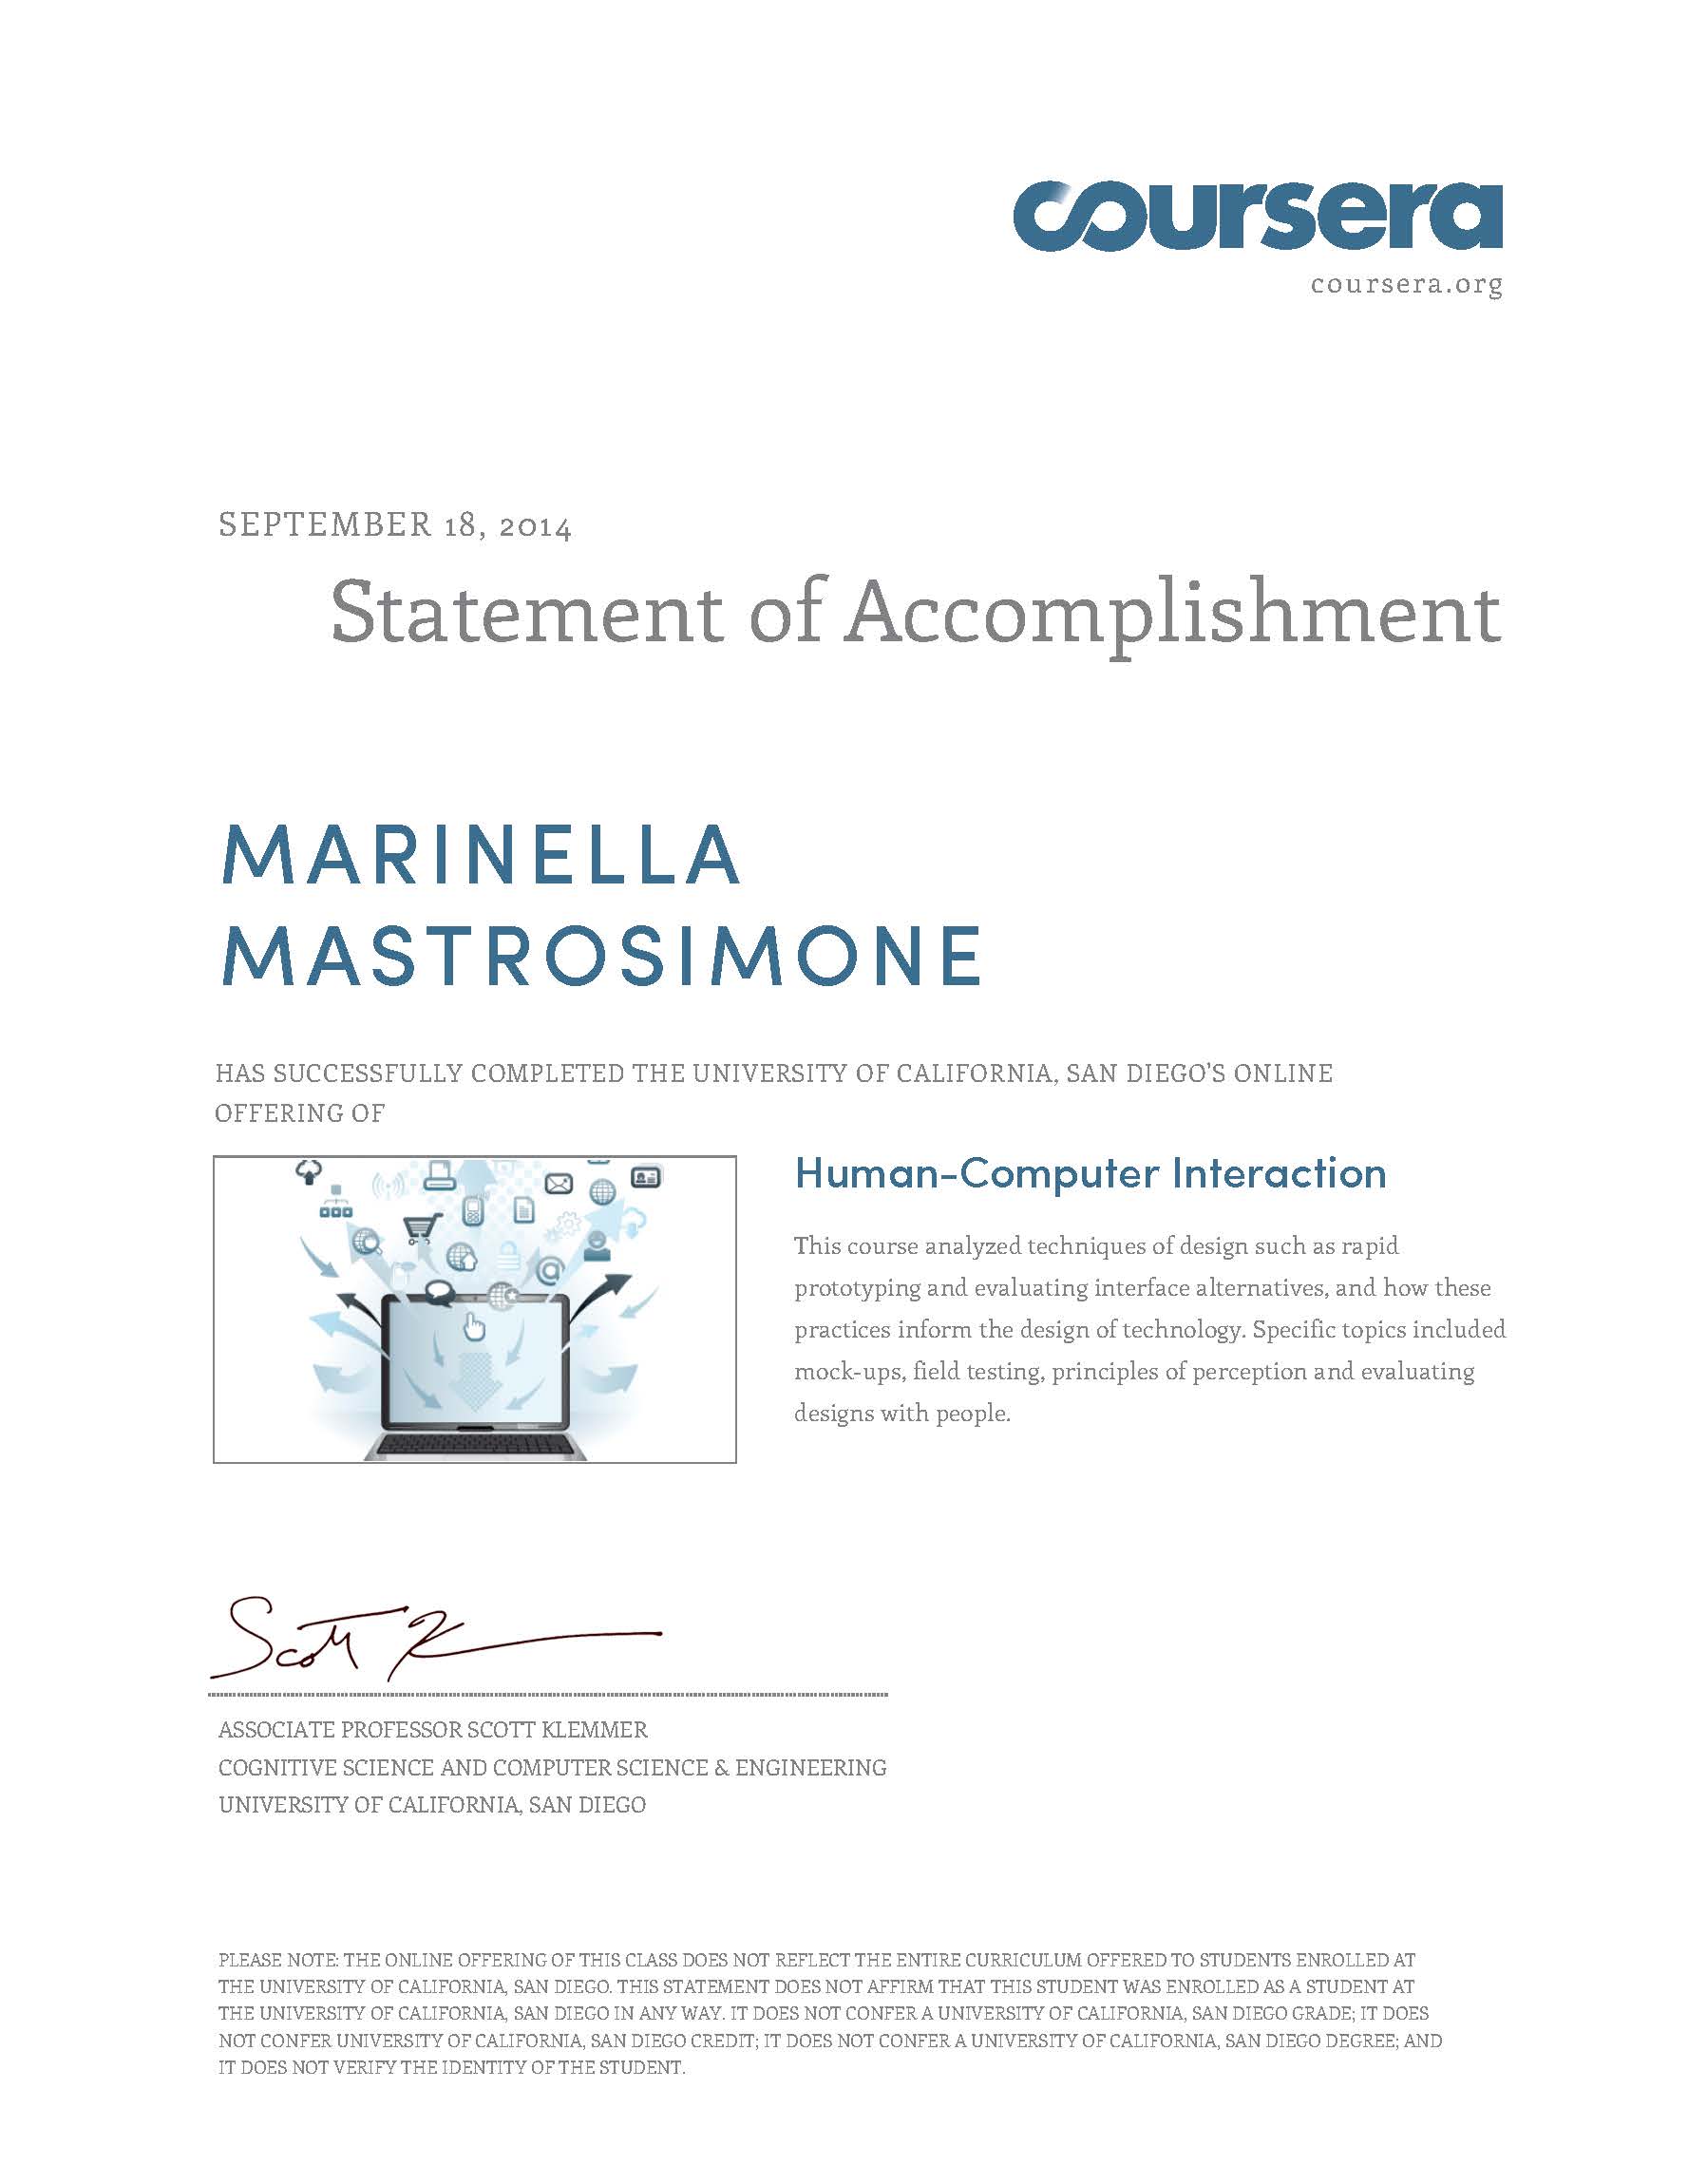 coursera
coursera.org
SEPTEMBER 18, 2014
Statement of Accomplishment
MARINELLA
MASTROSIMONE
HAS SUCCESSFULLY COMPLETED THE UNIVERSITY OF CALIFORNIA, SAN DIEGO'S ONLINE
OFFERING OF
Human-Computer Interaction
This course analyzed techniques of design such as rapid
prototyping and evaluating interface alternatives, and how these
practices inform the design of technology. Specific topics included
mock-ups, field testing, principles of perception and evaluating
designs with people.
Scott K
ASSOCIATE PROFESSOR SCOTT KLEMMER
COGNITIVE SCIENCE AND COMPUTER SCIENCE & ENGINEERING
UNIVERSITY OF CALIFORNIA, SAN DIEGO
PLEASE NOTE: THE ONLINE OFFERING OF THIS CLASS DOES NOT REFLECT THE ENTIRE CURRICULUM OFFERED TO STUDENTS ENROLLED AT
THE UNIVERSITY OF CALIFORNIA, SAN DIEGO. THIS STATEMENT DOES NOT AFFIRM THAT THIS STUDENT WAS ENROLLED AS A STUDENT AT
THE UNIVERSITY OF CALIFORNIA, SAN DIEGO IN ANY WAY. IT DOES NOT CONFER A UNIVERSITY OF CALIFORNIA, SAN DIEGO GRADE; IT DOES
NOT CONFER UNIVERSITY OF CALIFORNIA, SAN DIEGO CREDIT; IT DOES NOT CONFER A UNIVERSITY OF CALIFORNIA, SAN DIEGO DEGREE; AND
IT DOES NOT VERIFY THE IDENTITY OF THE STUDENT.